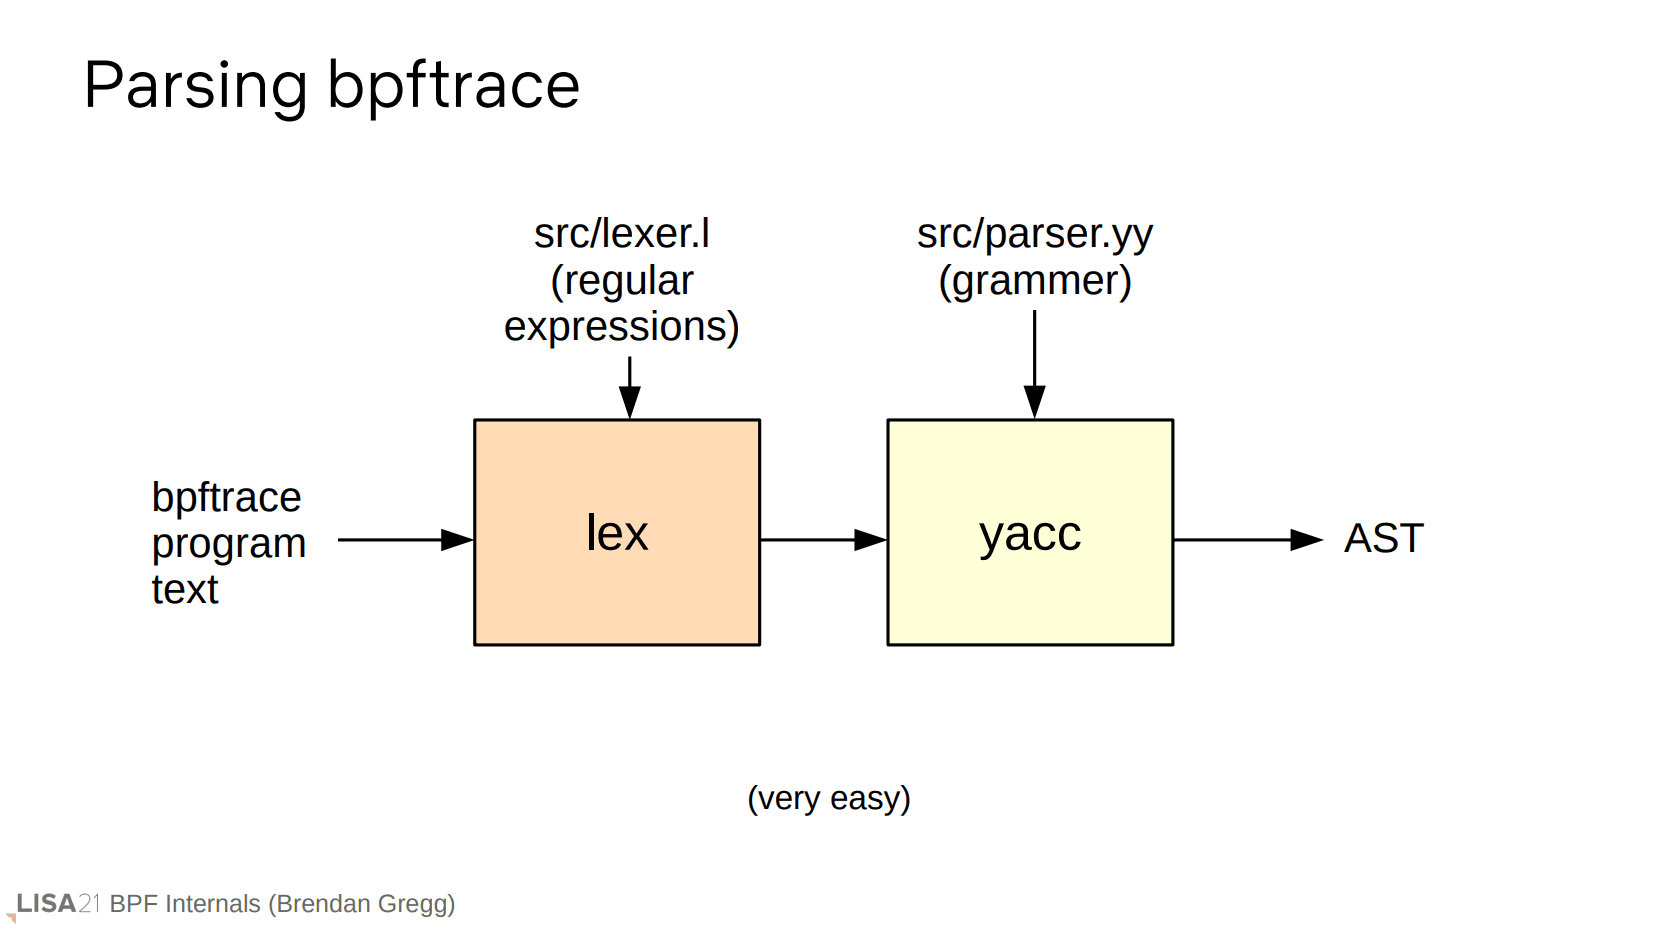 Parsing bpftrace
src/lexer.l
(regular
expressions)
src/parser.yy
(grammer)
bpftrace
program
text
lex
yacc
AST
(very easy)
LISA21 BPF Internals (Brendan Gregg)